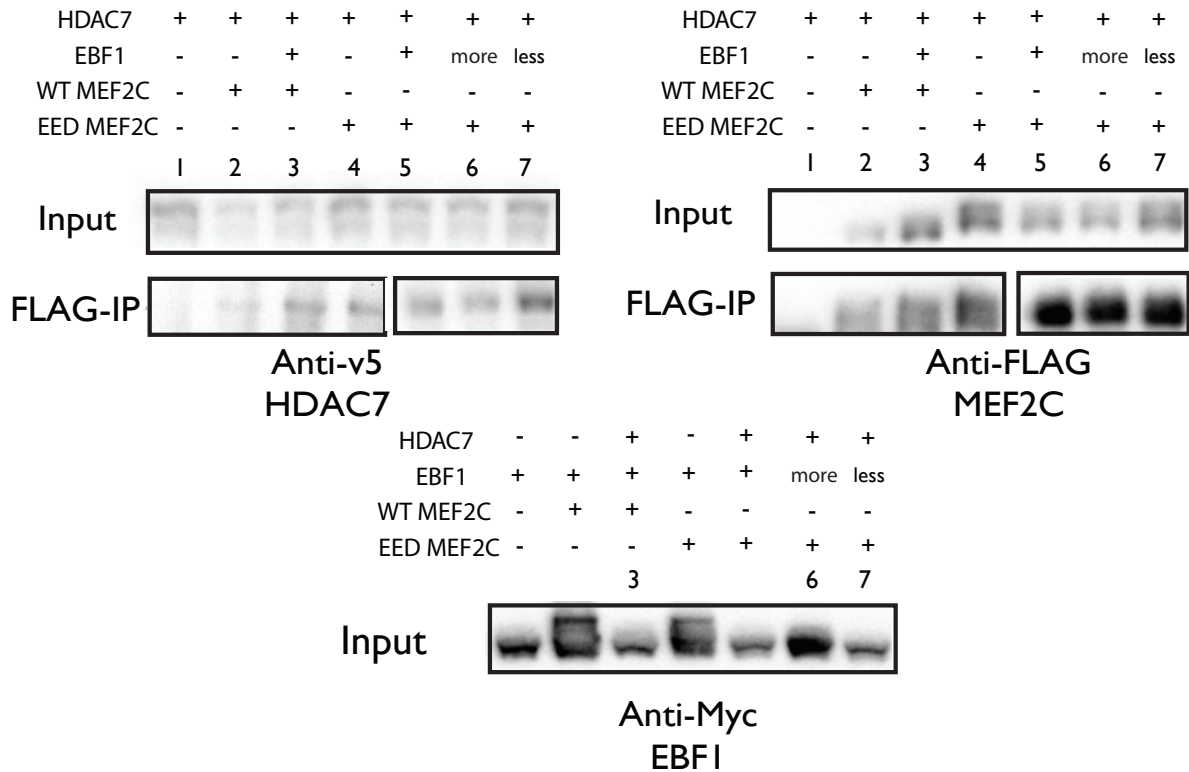 HDAC7 + + + + + + +
EBF1 - - + - + more less
WT MEF2C - + + - - - -
EED MEF2C - - - + + + +
1 2 3 4 5 6 7
Input
FLAG-IP
Anti-v5
HDAC7
HDAC7 + + + + + + +
EBF1 - - + - + more less
WT MEF2C - + + - - - -
EED MEF2C - - - + + + +
1 2 3 4 5 6 7
Input
FLAG-IP
Anti-FLAG
MEF2C
HDAC7 - - + - + + +
EBF1 + + + + + more less
WT MEF2C - + + - - - -
EED MEF2C - - - + + + +
3 6 7
Input
Anti-Myc
EBF1